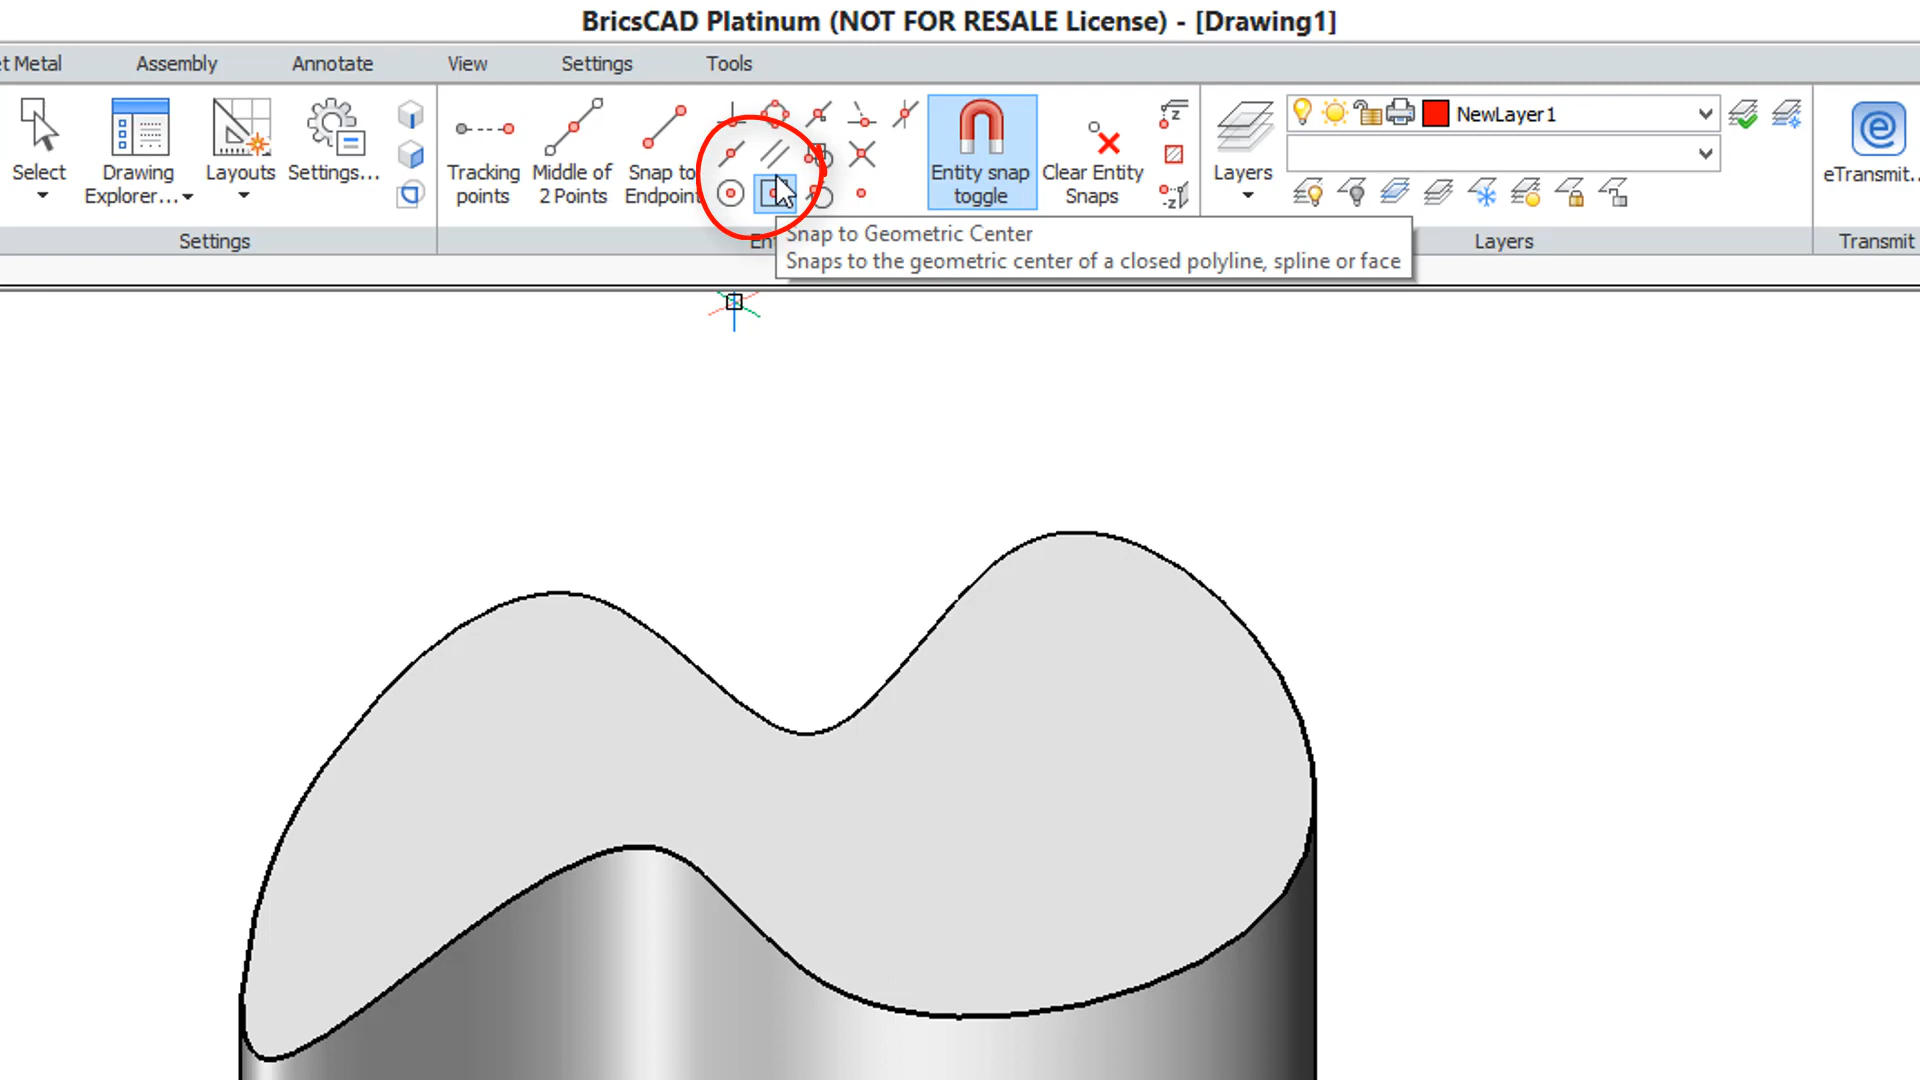 BricsCAD Platinum (NOT FOR RESALE License) - [Drawing1]
et Metal
Assembly
Annotate
View
Settings
Tools
Select
Drawing
Explorer...
Layouts
Settings...
Tracking
points
Middle of
2 Points
Snap to
Endpoint
Entity snap
toggle
Clear Entity
Snaps
Layers
NewLayer1
eTransmit...
Settings
Layers
Transmit
Snap to Geometric Center
Snaps to the geometric center of a closed polyline, spline or face